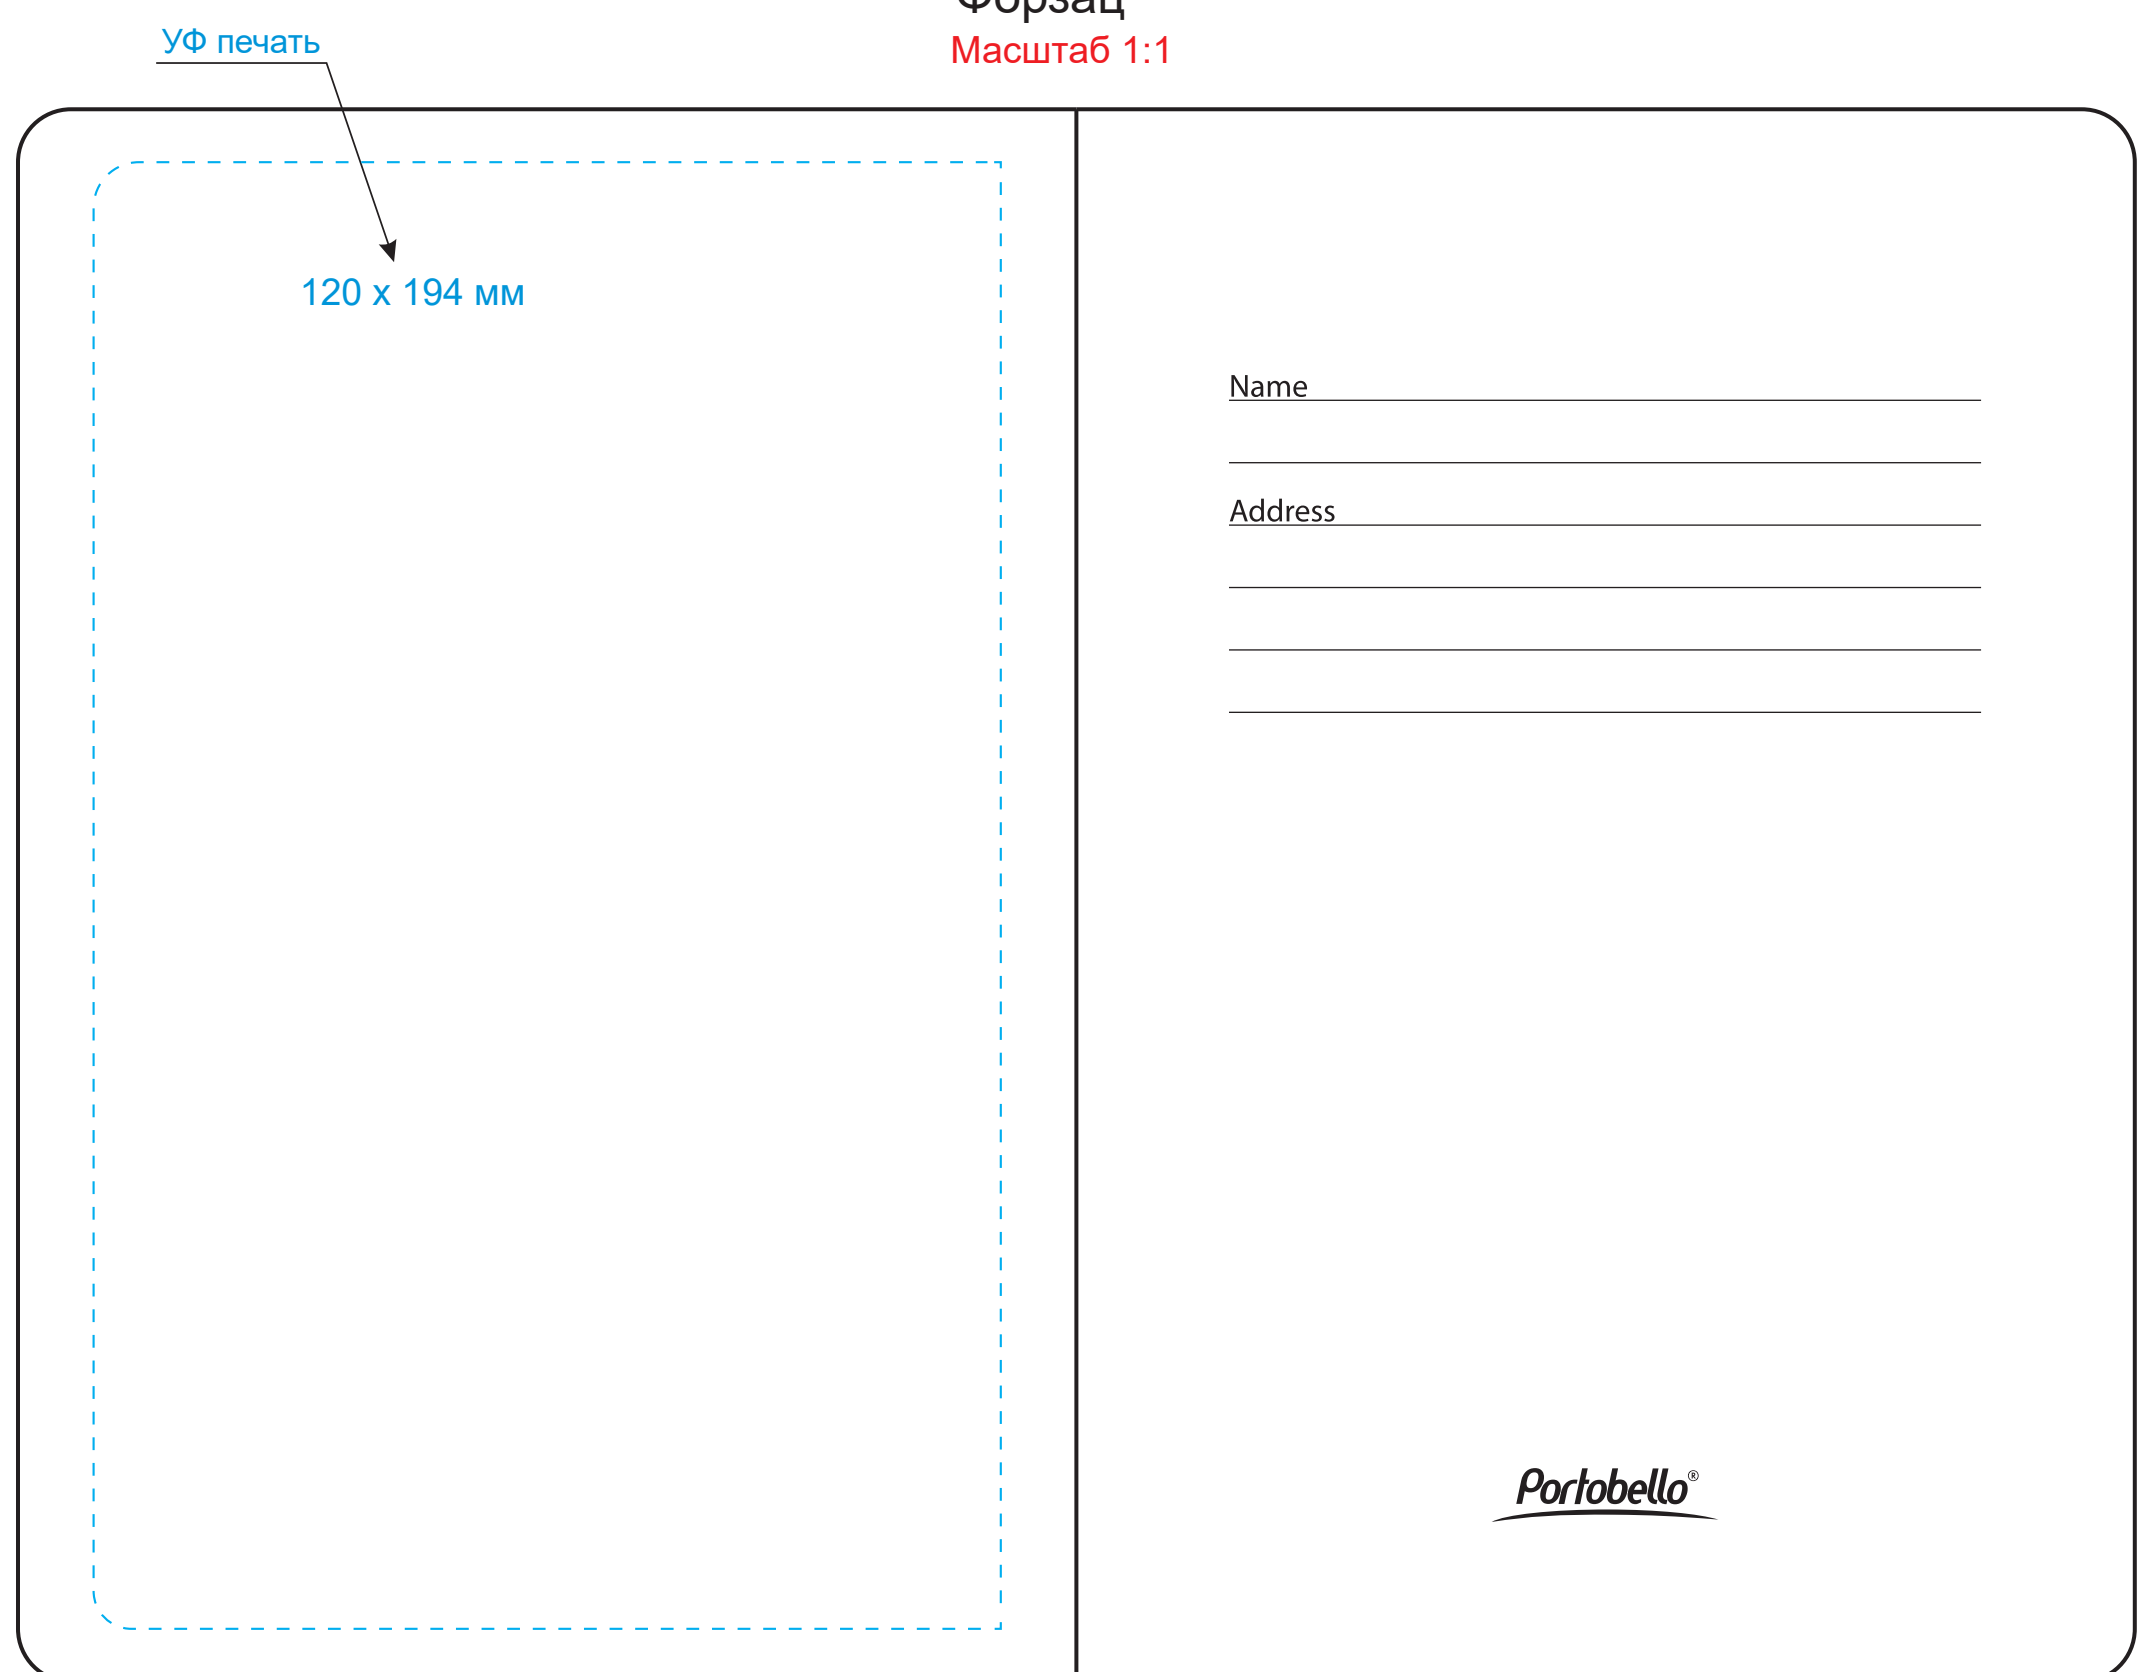 Форзац
Масштаб 1:1
УФ печать
120 x 194 мм
Name
Address
Portobello®